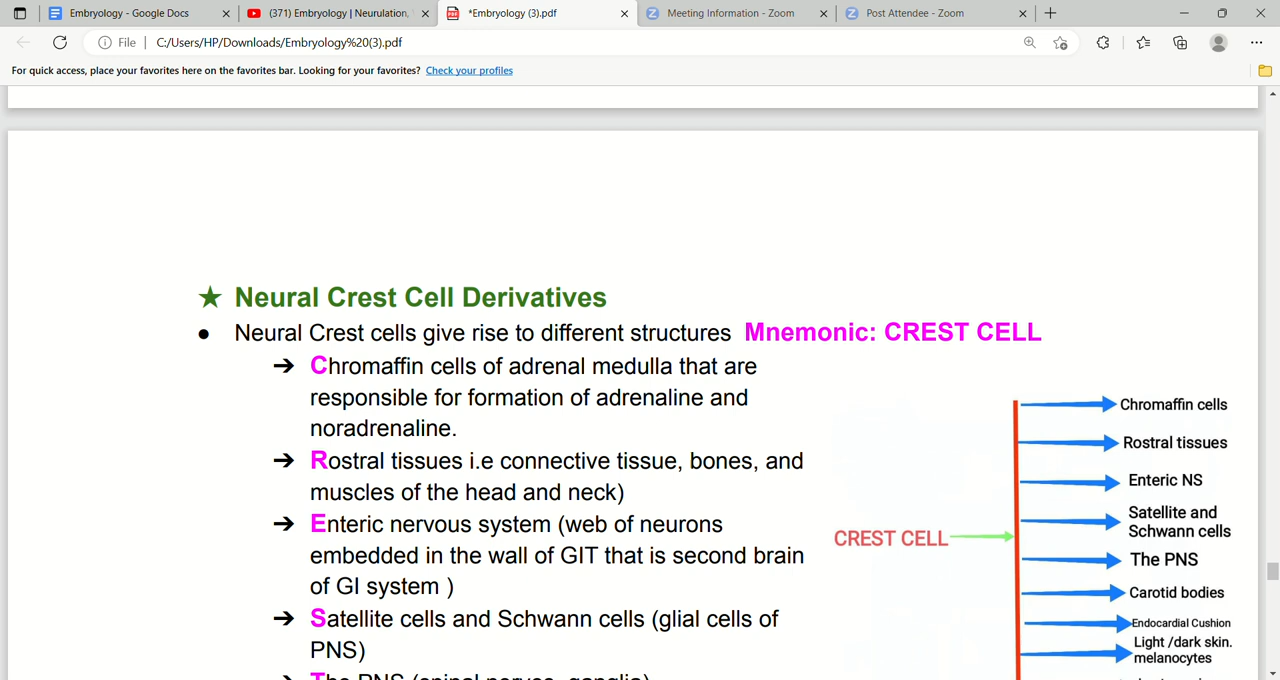 Embryology - Google Docs
(371) Embryology | Neurulation,
*Embryology (3).pdf
Meeting Information - Zoom
Post Attendee - Zoom
File
C:/Users/HP/Downloads/Embryology%20(3).pdf
For quick access, place your favorites here on the favorites bar. Looking for your favorites? Check your profiles
★ Neural Crest Cell Derivatives
● Neural Crest cells give rise to different structures Mnemonic: CREST CELL
➔ Chromaffin cells of adrenal medulla that are
responsible for formation of adrenaline and
noradrenaline.
➔ Rostral tissues i.e connective tissue, bones, and
muscles of the head and neck)
➔ Enteric nervous system (web of neurons
embedded in the wall of GIT that is second brain
of GI system )
➔ Satellite cells and Schwann cells (glial cells of
PNS)
The PNS (spinal nerves, ganglia)
CREST CELL
Chromaffin cells
Rostral tissues
Enteric NS
Satellite and
Schwann cells
The PNS
Carotid bodies
Endocardial Cushion
Light /dark skin.
melanocytes